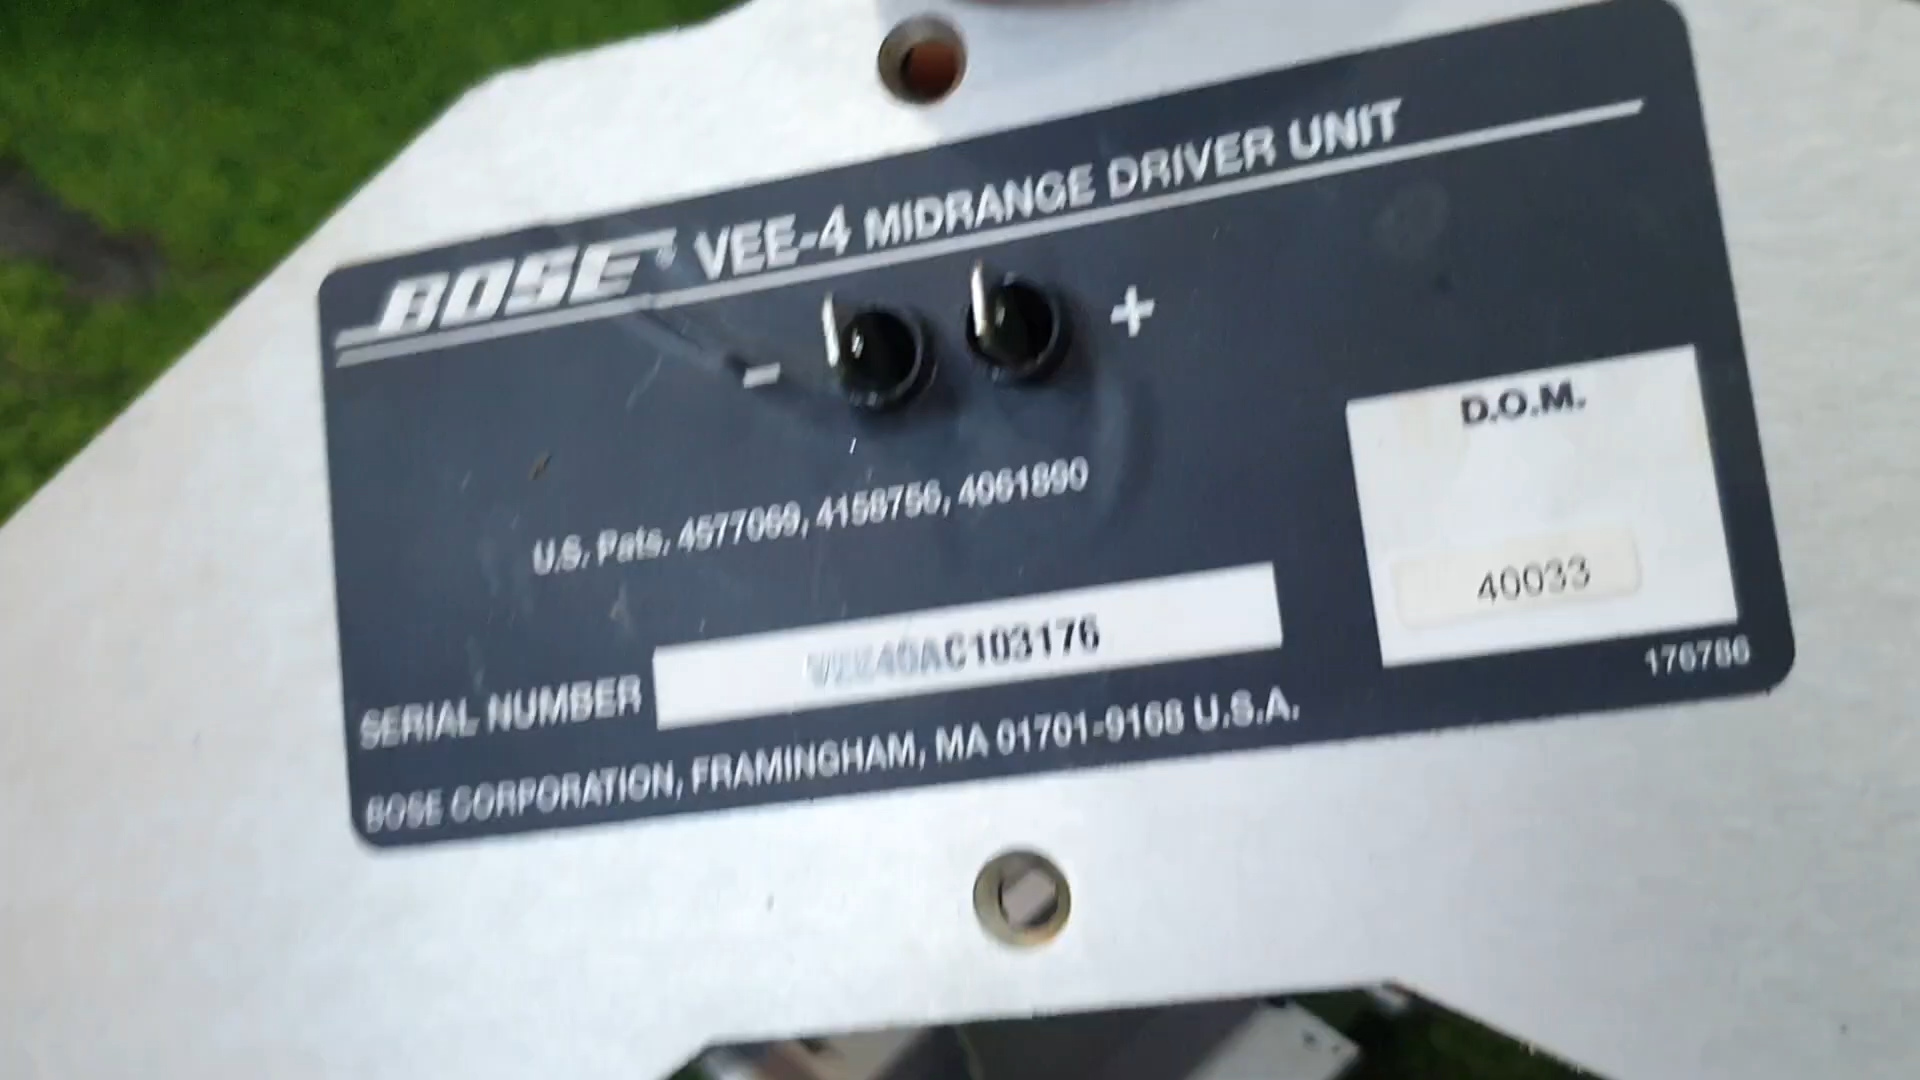 BOSE® VEE-4 MIDRANGE DRIVER UNIT
- +
U.S. Pats. 4577069, 4158756, 4061890
D.O.M.
40033
SERIAL NUMBER
176786
BOSE CORPORATION, FRAMINGHAM, MA 01701-9168 U.S.A.